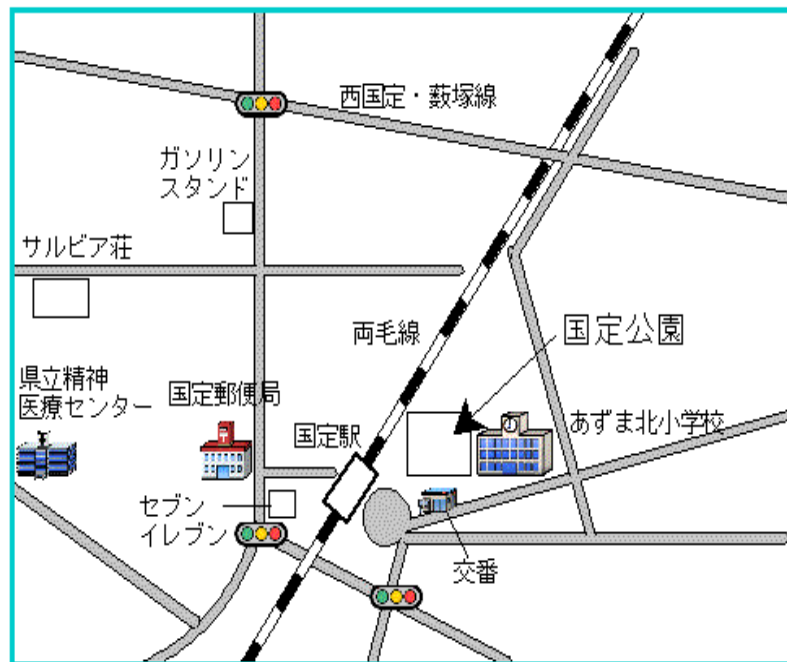 西国定・藪塚線
ガソリン
スタンド
サルビア荘
両毛線
国定公園
県立精神
医療センター
国定郵便局
国定駅
あずま北小学校
セブン
イレブン
交番